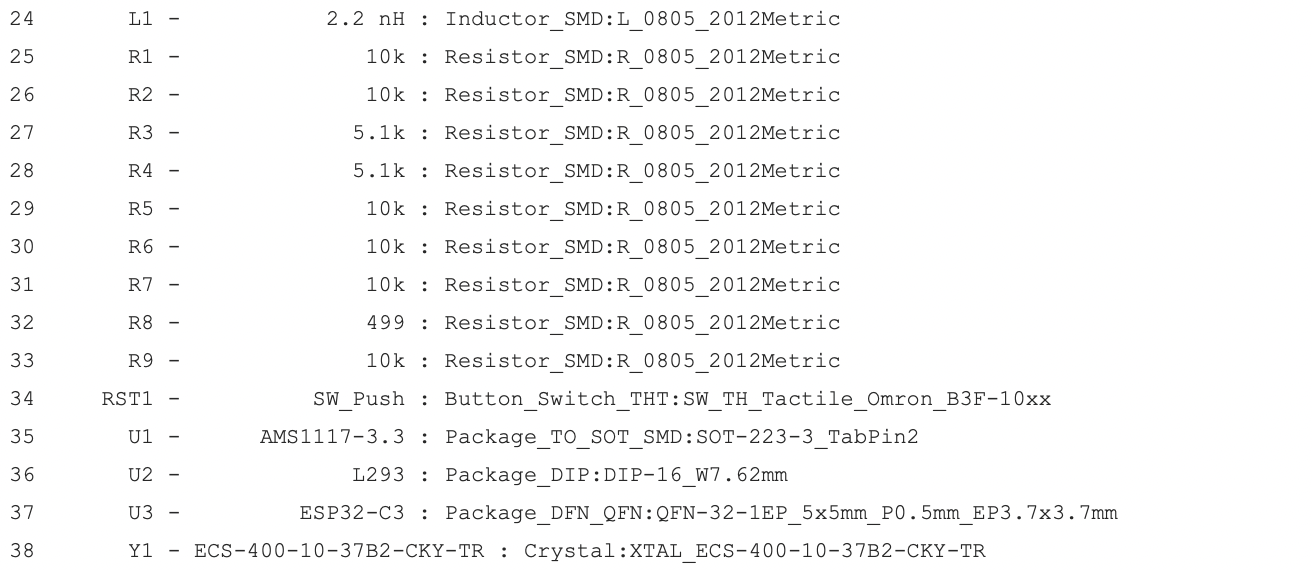 24       L1 -           2.2 nH : Inductor_SMD:L_0805_2012Metric
25       R1 -              10k : Resistor_SMD:R_0805_2012Metric
26       R2 -              10k : Resistor_SMD:R_0805_2012Metric
27       R3 -             5.1k : Resistor_SMD:R_0805_2012Metric
28       R4 -             5.1k : Resistor_SMD:R_0805_2012Metric
29       R5 -              10k : Resistor_SMD:R_0805_2012Metric
30       R6 -              10k : Resistor_SMD:R_0805_2012Metric
31       R7 -              10k : Resistor_SMD:R_0805_2012Metric
32       R8 -              499 : Resistor_SMD:R_0805_2012Metric
33       R9 -              10k : Resistor_SMD:R_0805_2012Metric
34     RST1 -          SW_Push : Button_Switch_THT:SW_TH_Tactile_Omron_B3F-10xx
35       U1 -      AMS1117-3.3 : Package_TO_SOT_SMD:SOT-223-3_TabPin2
36       U2 -             L293 : Package_DIP:DIP-16_W7.62mm
37       U3 -         ESP32-C3 : Package_DFN_QFN:QFN-32-1EP_5x5mm_P0.5mm_EP3.7x3.7mm
38       Y1 - ECS-400-10-37B2-CKY-TR : Crystal:XTAL_ECS-400-10-37B2-CKY-TR